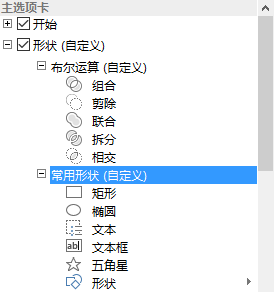 主选项卡
开始
形状 (自定义)
布尔运算 (自定义)
组合
剪除
联合
拆分
相交
常用形状 (自定义)
矩形
椭圆
文本
文本框
五角星
形状